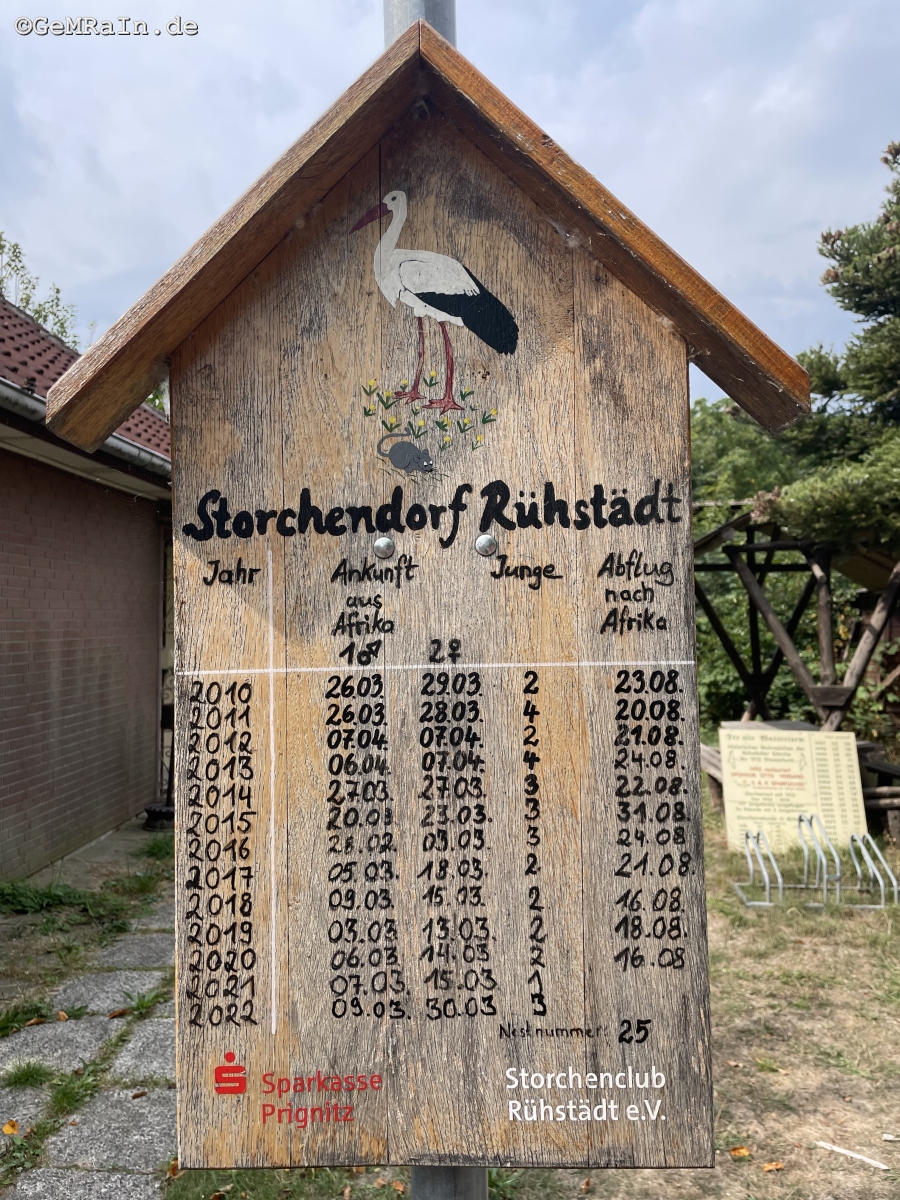 ©GeMRaIn.de
Storchendorf Rühstädt
Jahr Ankunft Junge Abflug
aus nach
Afrika Afrika
1♂ 2♀
2010 26.03. 29.03. 2 23.08.
2011 26.03. 28.03. 4 20.08.
2012 07.04. 07.04. 2 21.08.
2013 06.04. 07.04. 4 24.08.
2014 27.03. 27.03. 3 22.08.
2015 20.03 23.03. 3 31.08.
2016 03.03. 3 24.08
2017 05.03. 18.03. 2 21.08.
2018 09.03. 15.03. 2 16.08.
2019 03.03. 13.03. 2 18.08.
2020 06.03. 14.03 2 16.08
2021 07.03. 15.03 1
2022 09.03. 30.03 3
Nestnummer: 25
Sparkasse
Prignitz
Storchenclub
Rühstädt e.V.